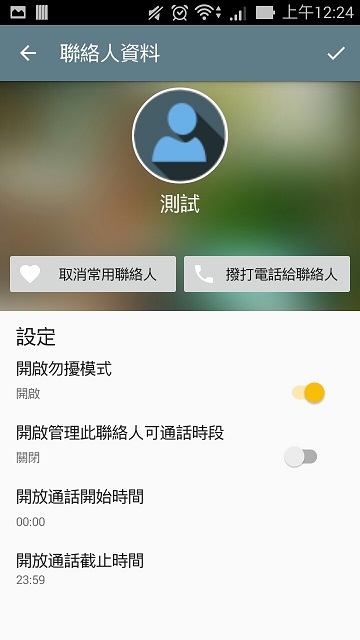 上午12:24
聯絡人資料
測試
取消常用聯絡人
撥打電話給聯絡人
設定
開啟勿擾模式
開啟
開啟管理此聯絡人可通話時段
關閉
開放通話開始時間
00:00
開放通話截止時間
23:59